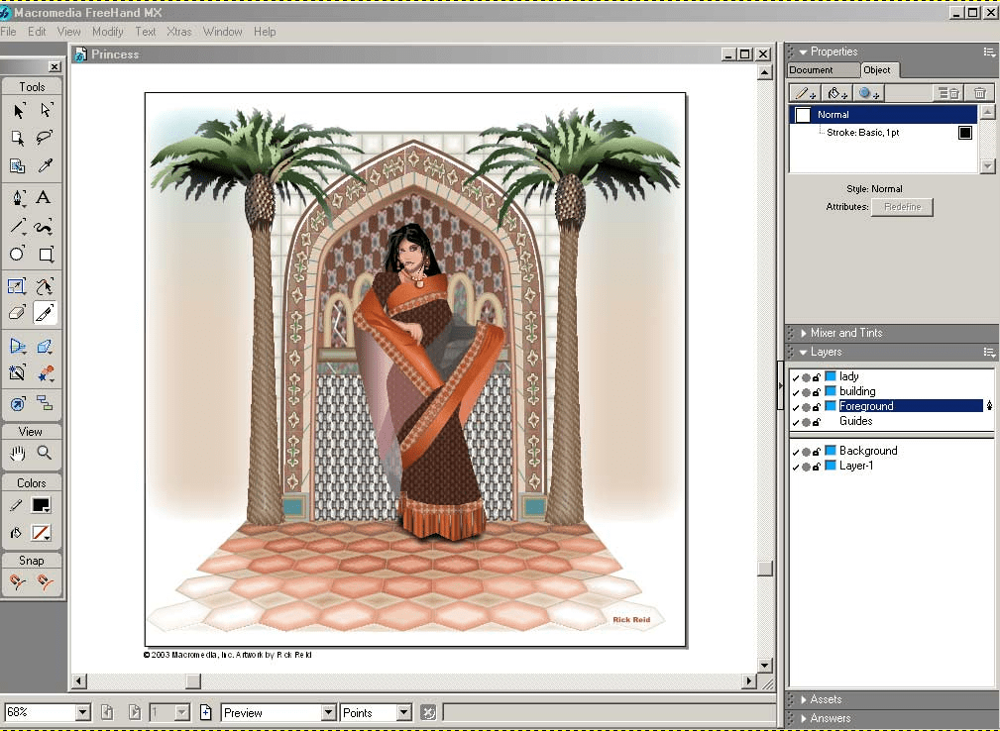 Macromedia FreeHand MX
File Edit View Modify Text Xtras Window Help
Princess
Tools
A
View
Colors
Snap
Properties
Document Object
Normal
Stroke: Basic, 1pt
Style: Normal
Attributes: Redefine
Mixer and Tints
Layers
lady
building
Foreground
Guides
Background
Layer-1
Assets
Answers
Rick Reid
© 2003 Macromedia, Inc. Artwork by Rick Reid
68% 1 Preview Points